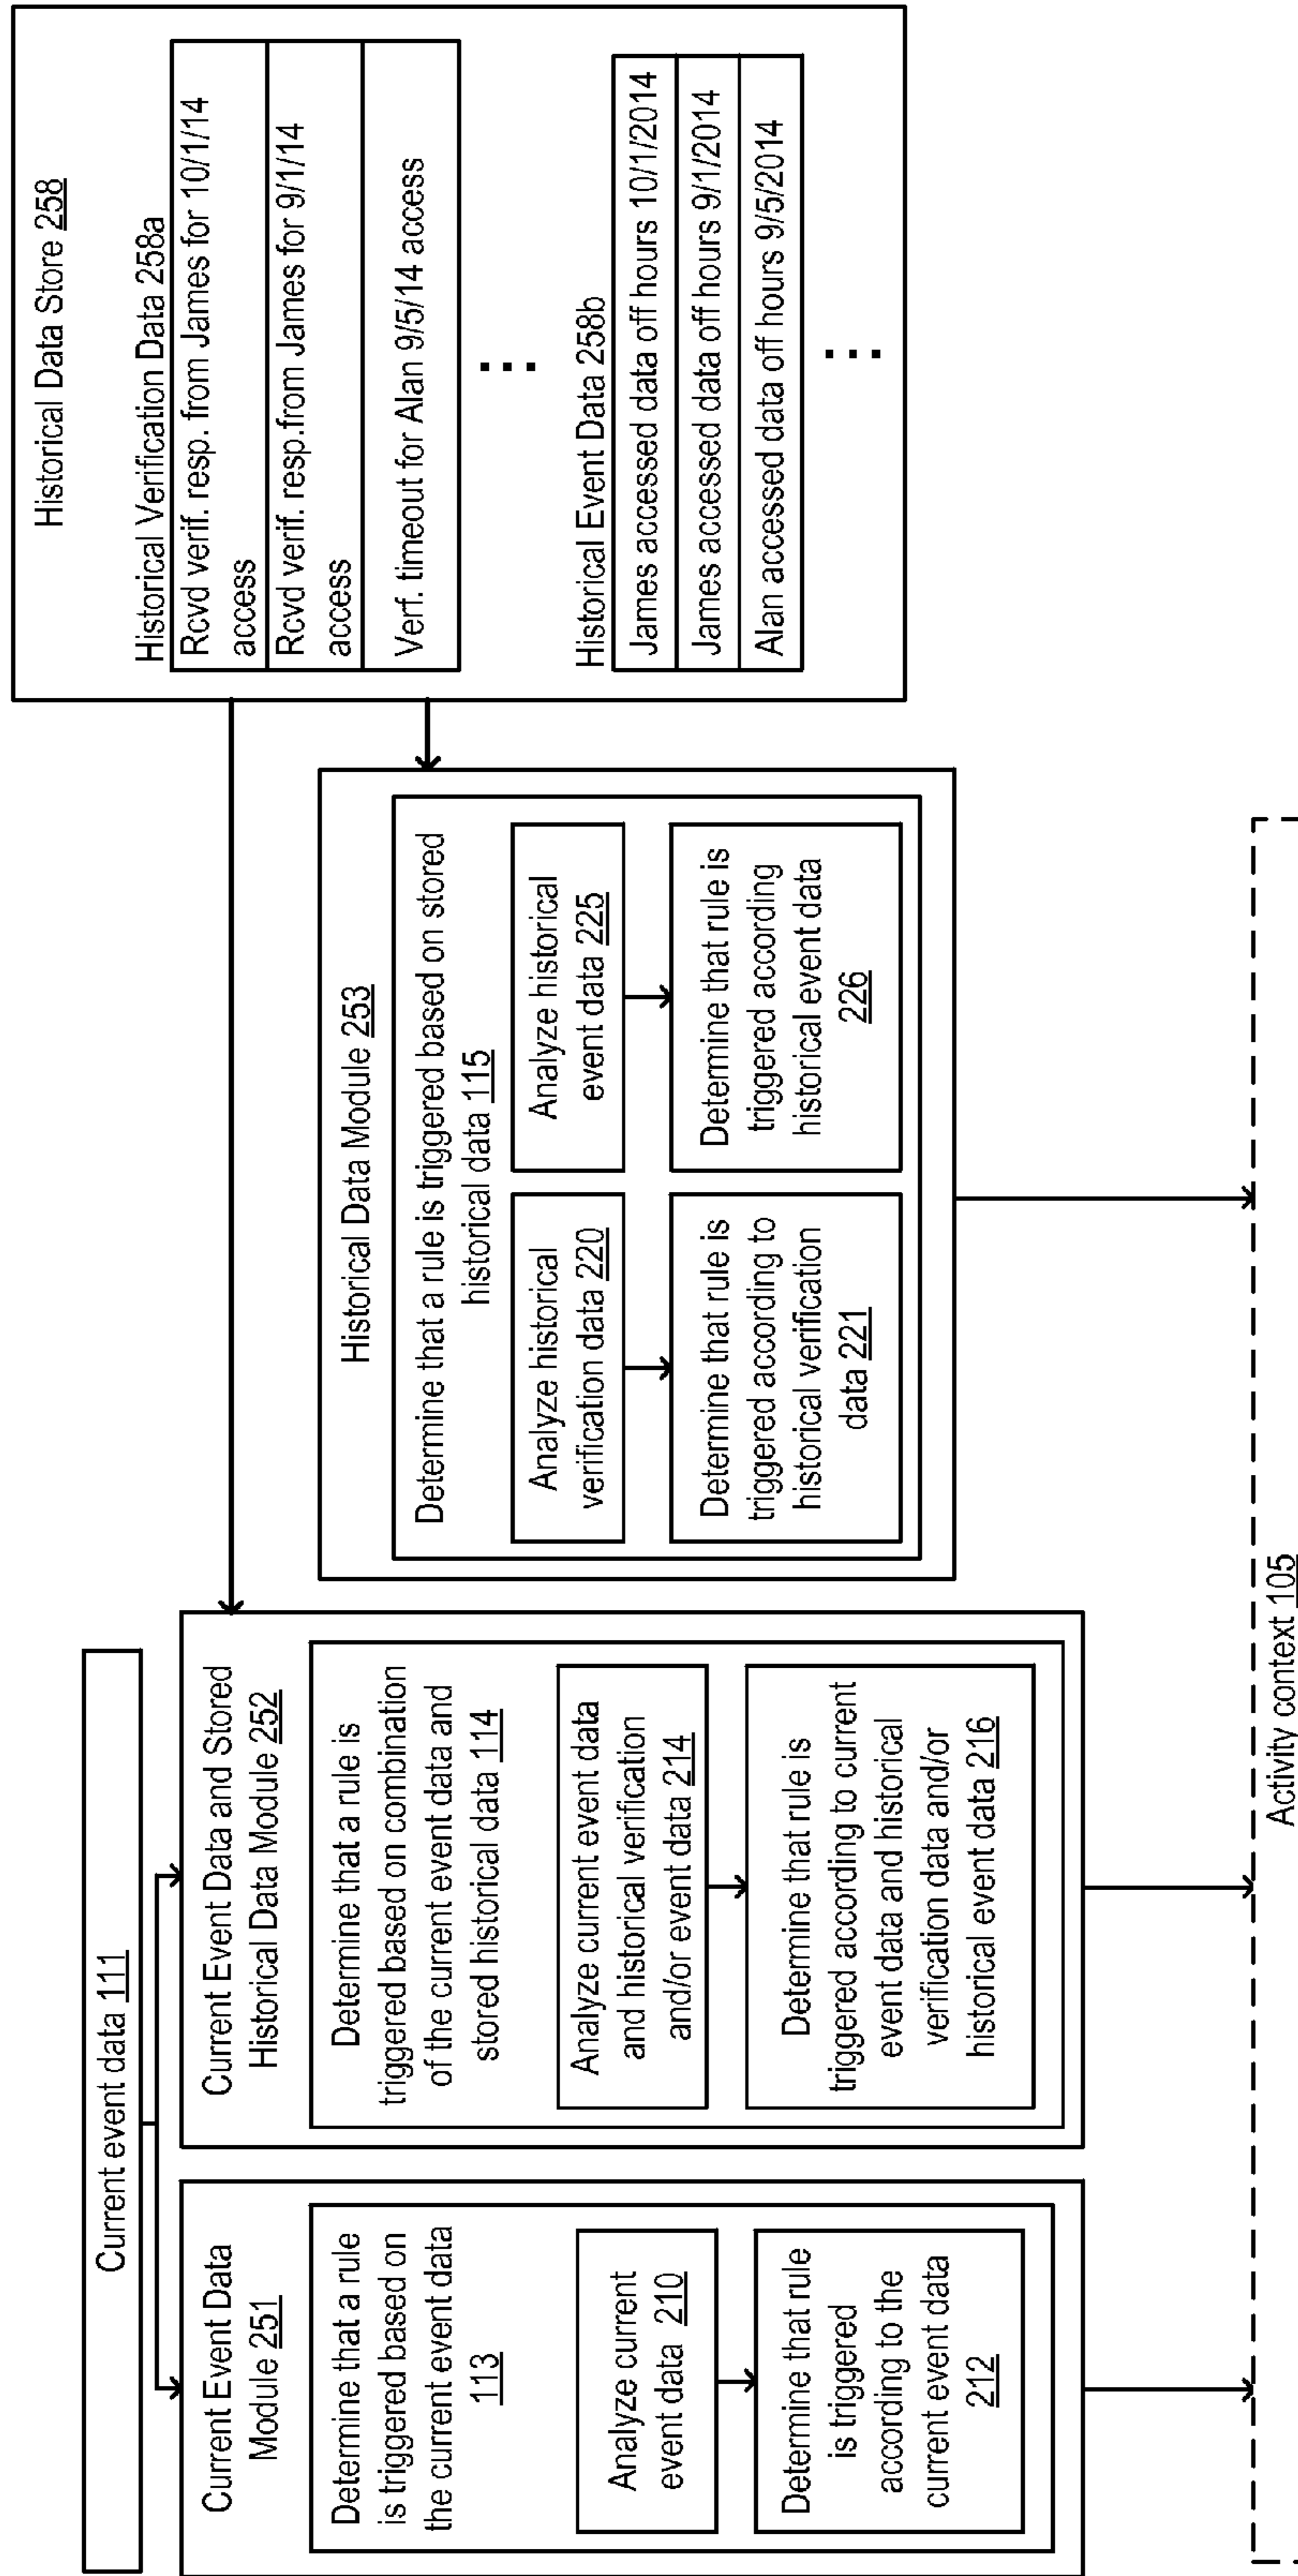 Current event data 111
Current Event Data
Module 251
Determine that a rule
is triggered based on
the current event data
113
Analyze current
event data 210
Determine that rule
is triggered
according to the
current event data
212
Current Event Data and Stored
Historical Data Module 252
Determine that a rule is
triggered based on combination
of the current event data and
stored historical data 114
Analyze current event data
and historical verification
and/or event data 214
Determine that rule is
triggered according to current
event data and historical
verification data and/or
historical event data 216
Historical Data Module 253
Determine that a rule is triggered based on stored
historical data 115
Analyze historical
verification data 220
Determine that rule is
triggered according to
historical verification
data 221
Analyze historical
event data 225
Determine that rule is
triggered according
historical event data
226
Historical Data Store 258
Historical Verification Data 258a
Rcvd verif. resp. from James for 10/1/14
access
Rcvd verif. resp.from James for 9/1/14
access
Verf. timeout for Alan 9/5/14 access
...
Historical Event Data 258b
James accessed data off hours 10/1/2014
James accessed data off hours 9/1/2014
Alan accessed data off hours 9/5/2014
...
Activity context 105